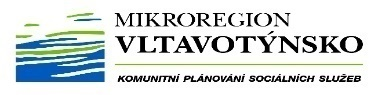 MIKROREGION
VLTAVOTÝNSKO
KOMUNITNÍ PLÁNOVÁNÍ SOCIÁLNÍCH SLUŽEB